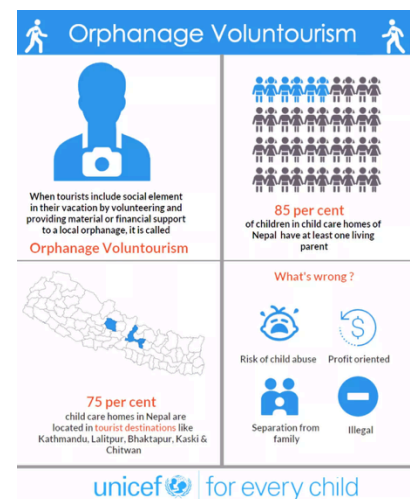 Orphanage Voluntourism
When tourists include social element
in their vacation by volunteering and
providing material or financial support
to a local orphanage, it is called
Orphanage Voluntourism
85 per cent
of children in child care homes of
Nepal have at least one living
parent
75 per cent
child care homes in Nepal are
located in tourist destinations like
Kathmandu, Lalitpur, Bhaktapur, Kaski &
Chitwan
What's wrong ?
Risk of child abuse
Profit oriented
Separation from
family
Illegal
unicef for every child